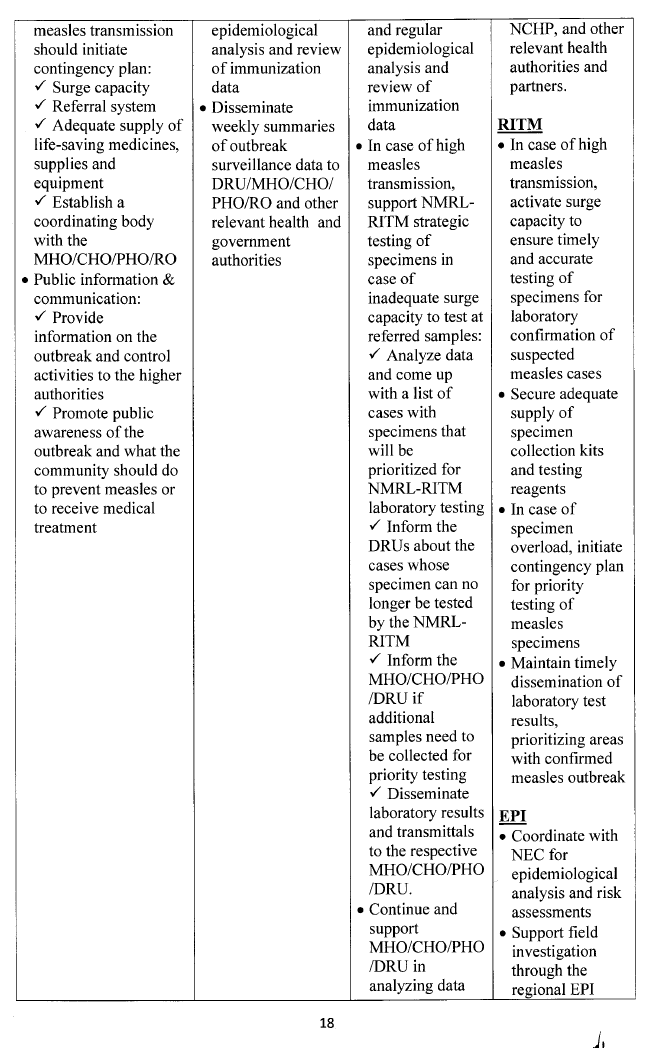 measles transmission
should initiate
contingency plan:
✓ Surge capacity
✓ Referral system
✓ Adequate supply of
life-saving medicines,
supplies and
equipment
✓ Establish a
coordinating body
with the
MHO/CHO/PHO/RO
• Public information &
communication:
✓ Provide
information on the
outbreak and control
activities to the higher
authorities
✓ Promote public
awareness of the
outbreak and what the
community should do
to prevent measles or
to receive medical
treatment
epidemiological
analysis and review
of immunization
data
• Disseminate
weekly summaries
of outbreak
surveillance data to
DRU/MHO/CHO/
PHO/RO and other
relevant health and
government
authorities
and regular
epidemiological
analysis and
review of
immunization
data
• In case of high
measles
transmission,
support NMRL-
RITM strategic
testing of
specimens in
case of
inadequate surge
capacity to test at
referred samples:
✓ Analyze data
and come up
with a list of
cases with
specimens that
will be
prioritized for
NMRL-RITM
laboratory testing
✓ Inform the
DRUs about the
cases whose
specimen can no
longer be tested
by the NMRL-
RITM
✓ Inform the
MHO/CHO/PHO
/DRU if
additional
samples need to
be collected for
priority testing
✓ Disseminate
laboratory results
and transmittals
to the respective
MHO/CHO/PHO
/DRU.
• Continue and
support
MHO/CHO/PHO
/DRU in
analyzing data
NCHP, and other
relevant health
authorities and
partners.
RITM
• In case of high
measles
transmission,
activate surge
capacity to
ensure timely
and accurate
testing of
specimens for
laboratory
confirmation of
suspected
measles cases
• Secure adequate
supply of
specimen
collection kits
and testing
reagents
• In case of
specimen
overload, initiate
contingency plan
for priority
testing of
measles
specimens
• Maintain timely
dissemination of
laboratory test
results,
prioritizing areas
with confirmed
measles outbreak
EPI
• Coordinate with
NEC for
epidemiological
analysis and risk
assessments
• Support field
investigation
through the
regional EPI
18